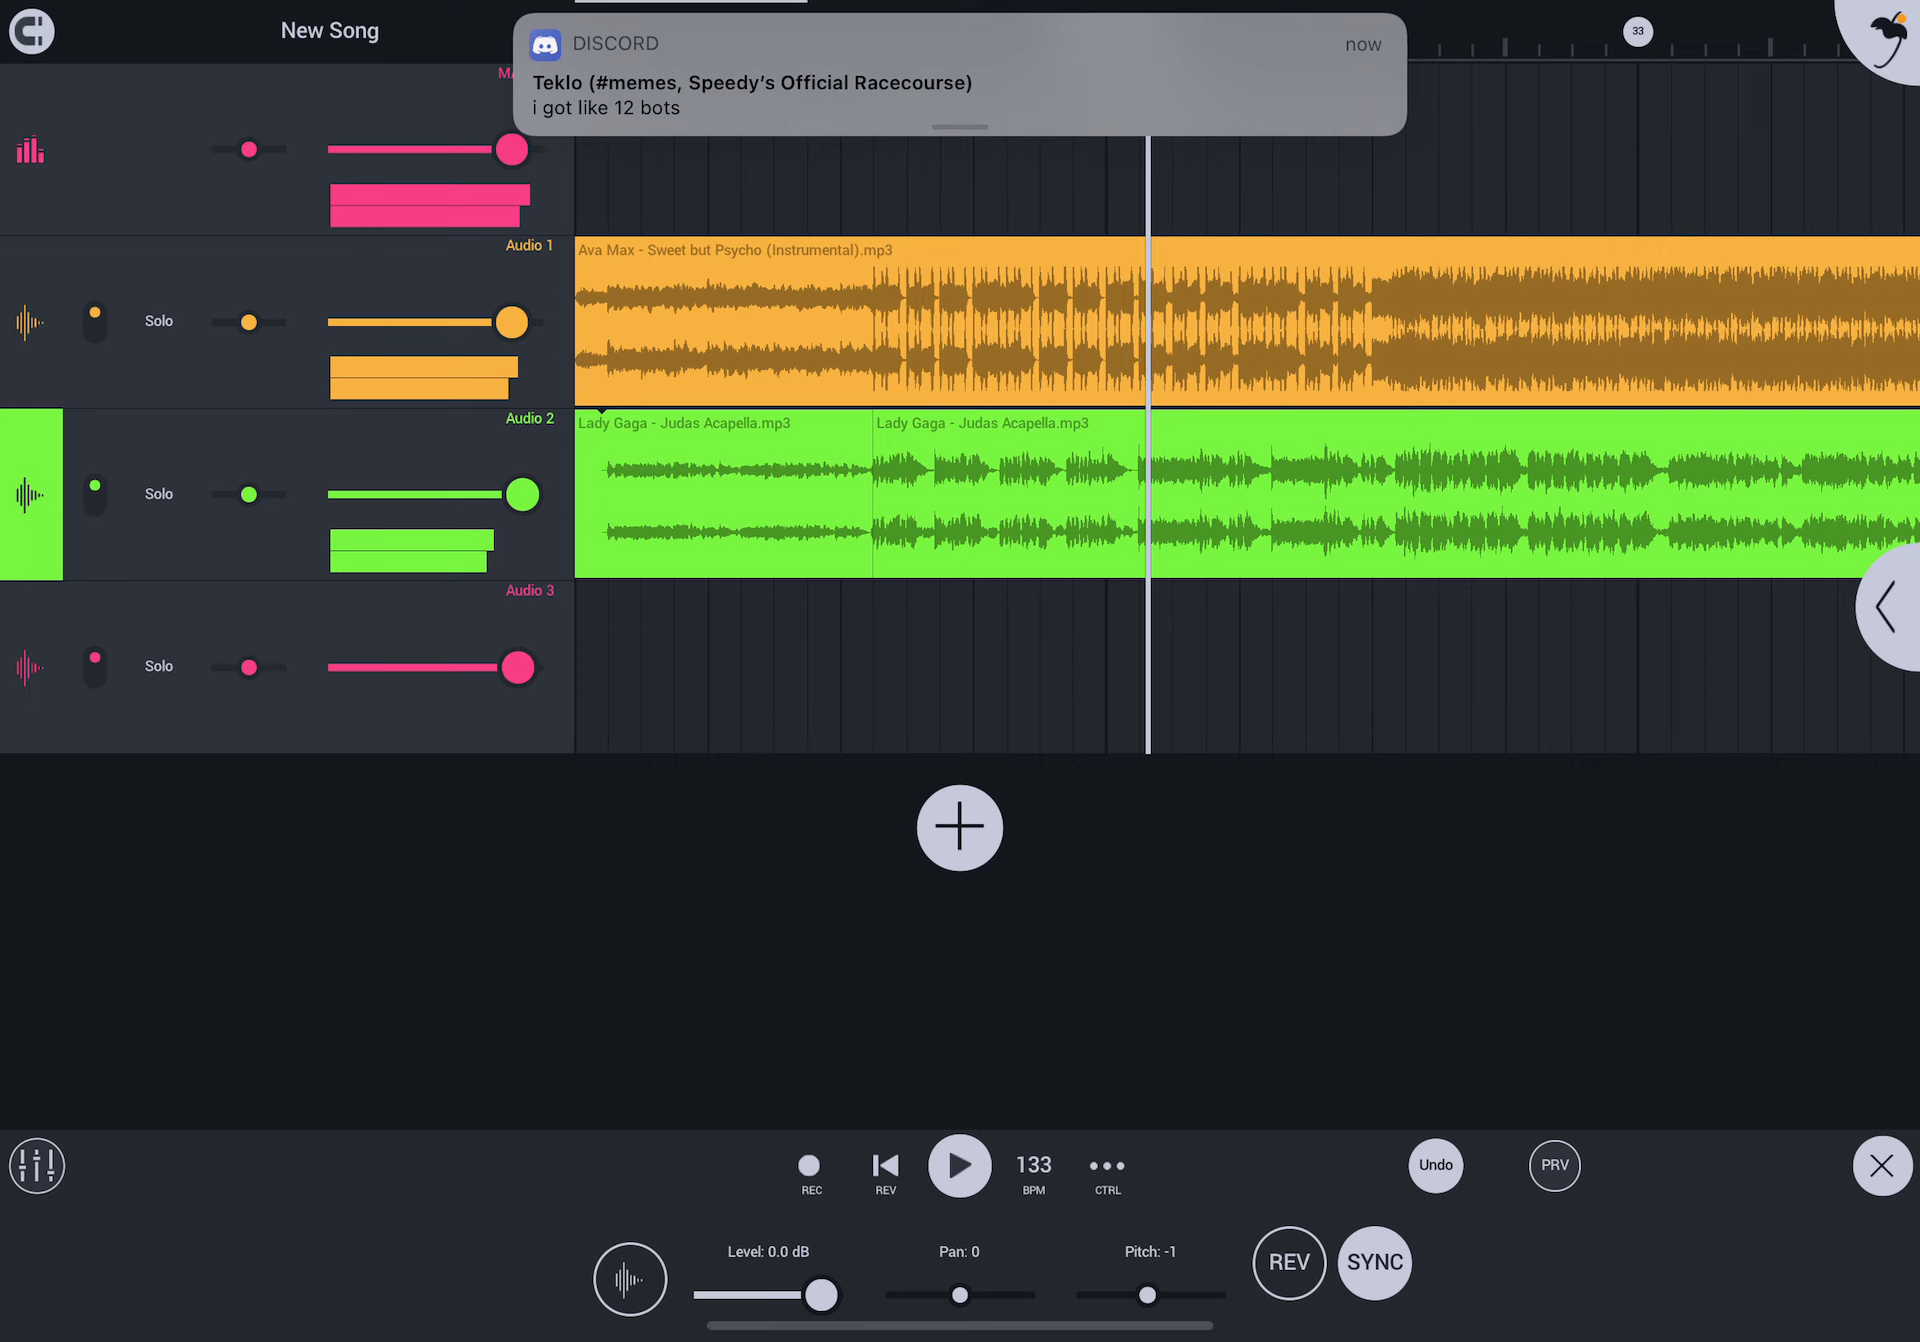 New Song
DISCORD
now
Teklo (#memes, Speedy’s Official Racecourse)
i got like 12 bots
33
Audio 1
Ava Max - Sweet but Psycho (Instrumental).mp3
Solo
Audio 2
Lady Gaga - Judas Acapella.mp3
Lady Gaga - Judas Acapella.mp3
Solo
Audio 3
Solo
REC
REV
133
BPM
CTRL
Undo
PRV
Level: 0.0 dB
Pan: 0
Pitch: -1
REV
SYNC